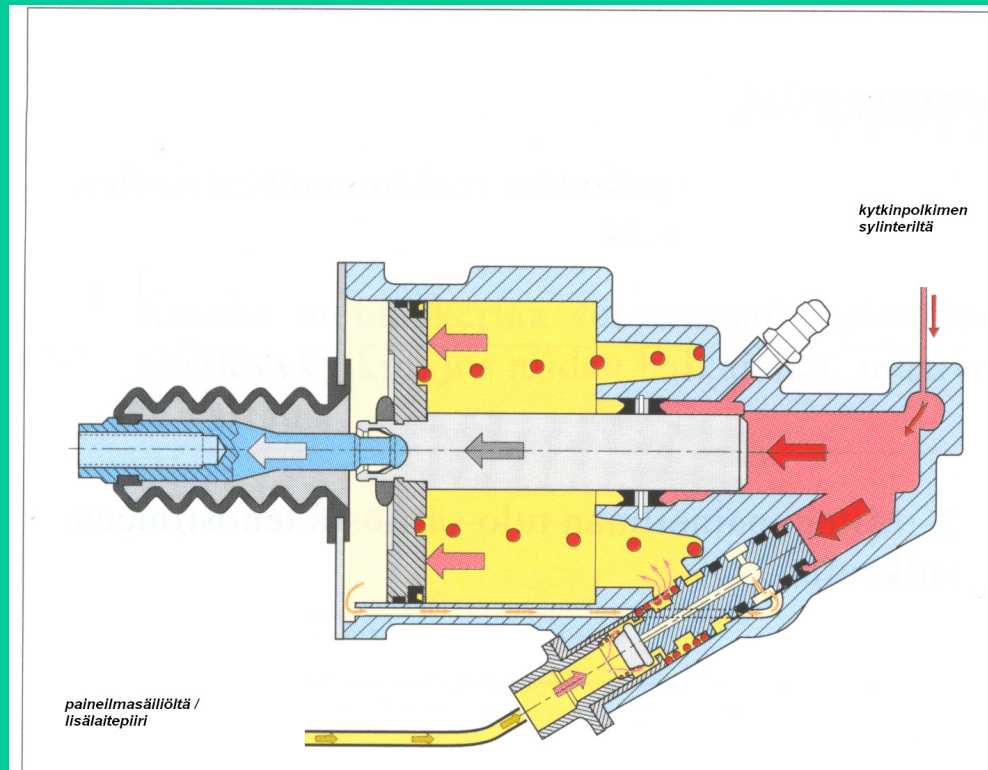 kytkinpolkimen
sylinteriltä
paineilmasäiliöltä /
lisälaitepiiri